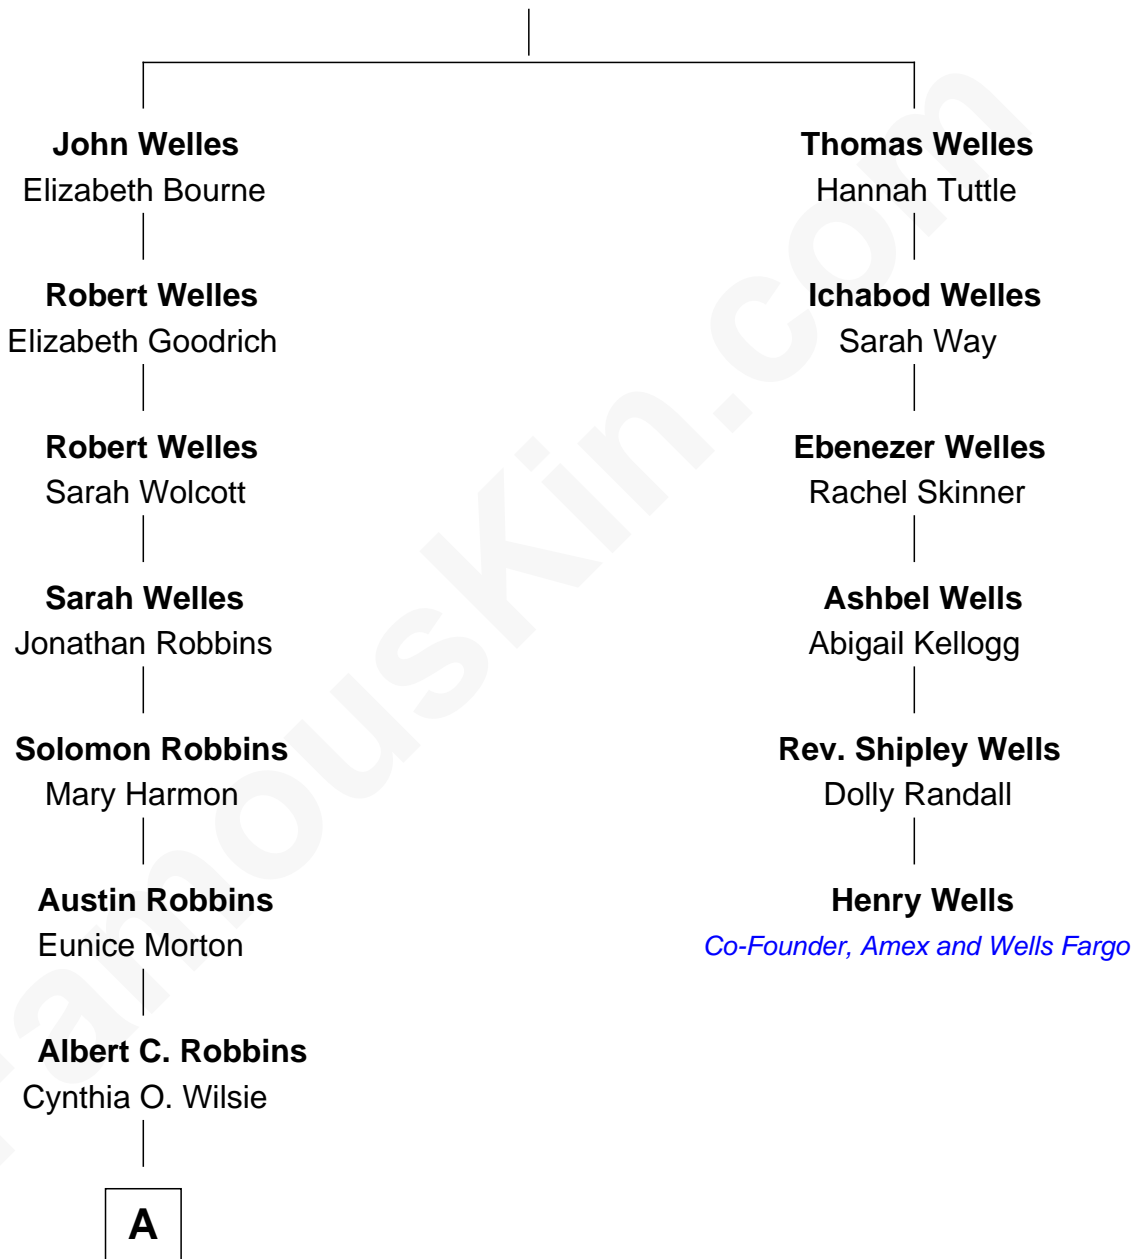 John Welles
Elizabeth Bourne
Robert Welles
Elizabeth Goodrich
Robert Welles
Sarah Wolcott
Sarah Welles
Jonathan Robbins
Solomon Robbins
Mary Harmon
Austin Robbins
Eunice Morton
Albert C. Robbins
Cynthia O. Wilsie
A
Thomas Welles
Hannah Tuttle
Ichabod Welles
Sarah Way
Ebenezer Welles
Rachel Skinner
Ashbel Wells
Abigail Kellogg
Rev. Shipley Wells
Dolly Randall
Henry Wells
Co-Founder, Amex and Wells Fargo
FamousKin.com